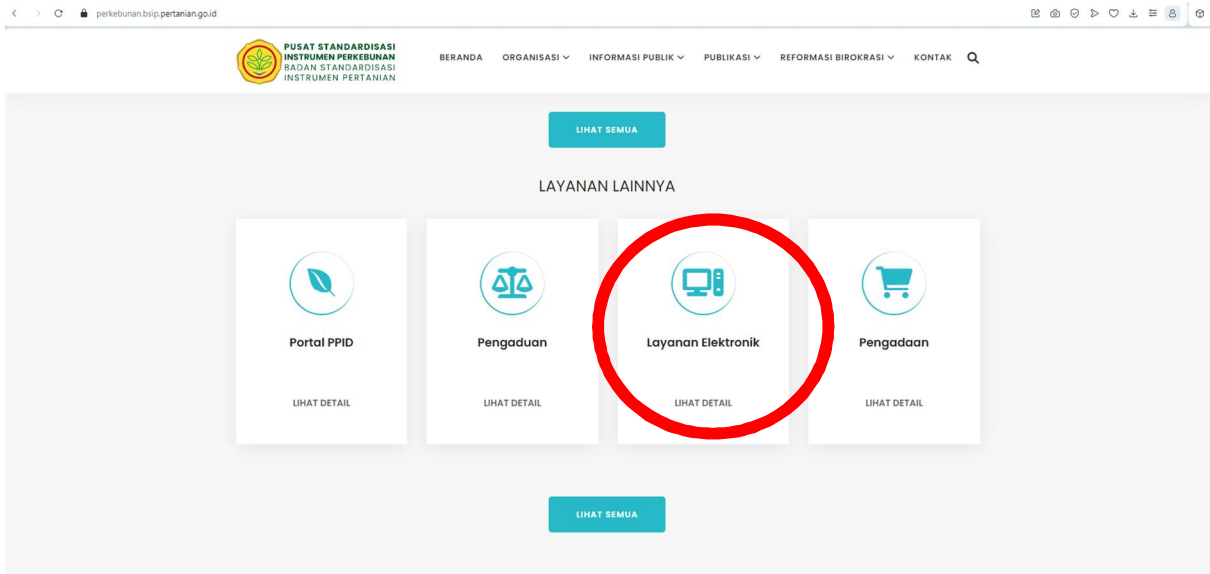 perkebunan.bsip.pertanian.go.id
PUSAT STANDARDISASI
INSTRUMEN PERKEBUNAN
BADAN STANDARDISASI
INSTRUMEN PERTANIAN
BERANDA ORGANISASI INFORMASI PUBLIK PUBLIKASI REFORMASI BIROKRASI KONTAK
LIHAT SEMUA
LAYANAN LAINNYA
Portal PPID Pengaduan Layanan Elektronik Pengadaan
LIHAT DETAIL LIHAT DETAIL LIHAT DETAIL LIHAT DETAIL
LIHAT SEMUA